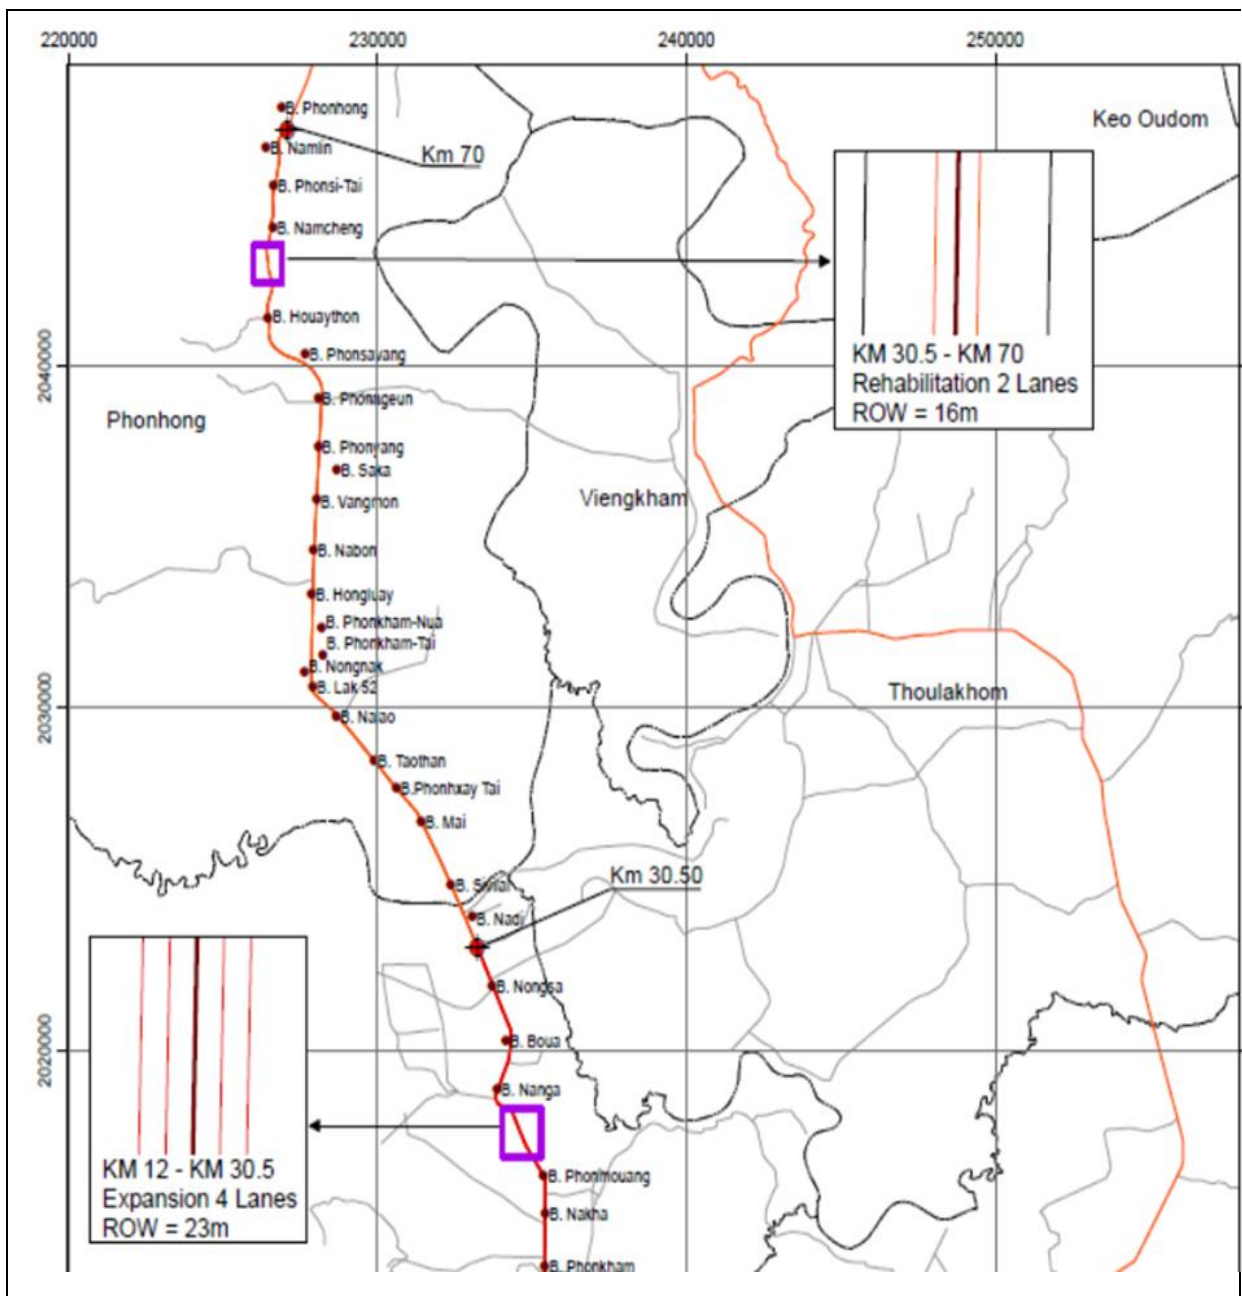 220000
230000
240000
250000
B. Phonhong
Keo Oudom
B. Namlin
Km 70
B. Phonsi-Tai
B. Namcheng
B. Houaython
KM 30.5 - KM 70
Rehabilitation 2 Lanes
ROW = 16m
2040000
B. Phonsavang
B. Phonageun
Phonhong
B. Phonyang
B. Saka
Viengkham
B. Vangmon
B. Nabon
B. Hongluay
B. Phonkham-Nua
B. Phonkham-Tai
B. Nongnak
B. Lak 52
Thoulakhom
2030000
B. Nalao
B. Taothan
B.Phonhxay Tai
B. Mai
Km 30.50
B. Sivilai
B. Nadi
B. Nongsa
B. Boua
2020000
B. Nanga
KM 12 - KM 30.5
Expansion 4 Lanes
ROW = 23m
B. Phonmouang
B. Nakha
B. Phonkham